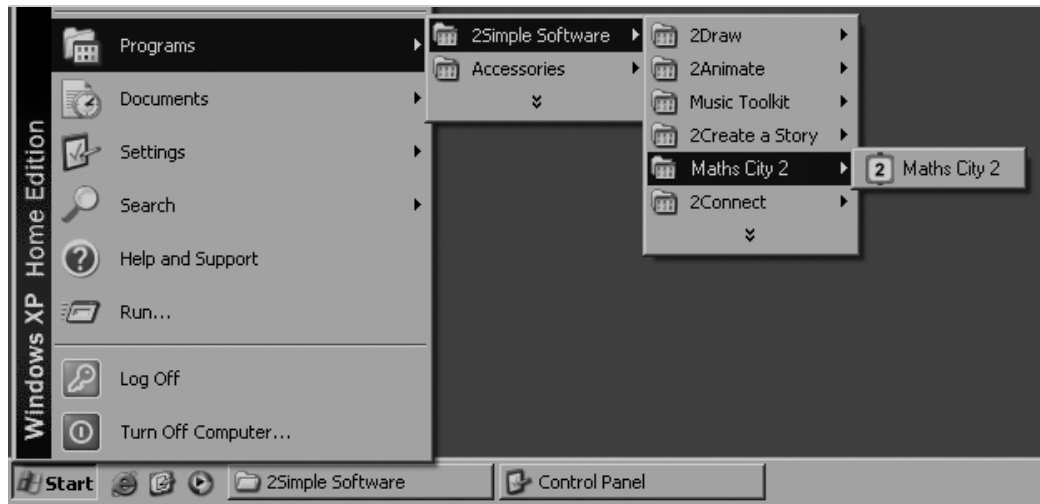 Windows XP Home Edition
Programs
Documents
Settings
Search
Help and Support
Run...
Log Off
Turn Off Computer...
2Simple Software
Accessories
2Draw
2Animate
Music Toolkit
2Create a Story
Maths City 2
2Connect
2 Maths City 2
Start
2Simple Software
Control Panel